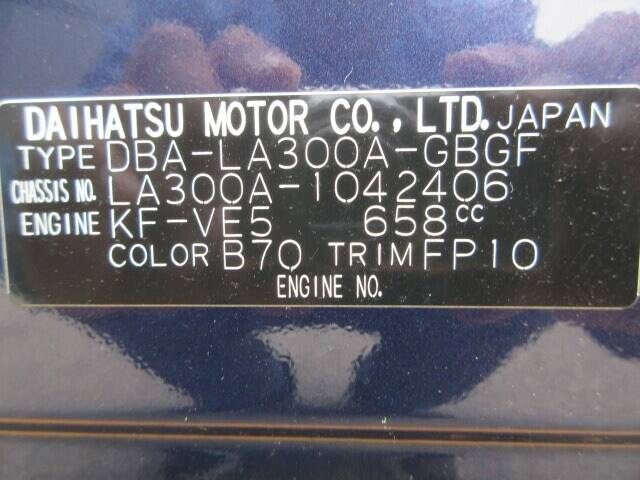 DAIHATSU MOTOR CO., LTD. JAPAN
TYPE DBA-LA300A-GBGF
CHASSIS NO. LA300A-1042406
ENGINE KF-VE5 658cc
COLOR B70 TRIM FP10
ENGINE NO.